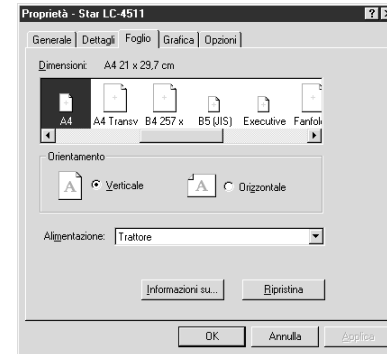 Proprietà - Star LC-4511
Generale Dettagli Foglio Grafica Opzioni
Dimensioni: A4 21 x 29,7 cm
A4 A4 Transv B4 257 x B5 (JIS) Executive Fanfol
Orientamento
A Verticale A Orizzontale
Alimentazione: Trattore
Informazioni su... Ripristina
OK Annulla Applica